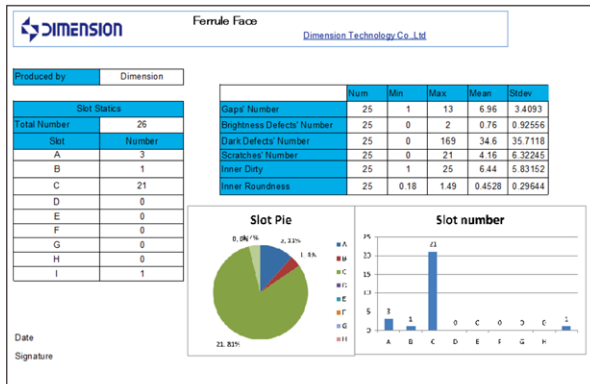 DIMENSION
Ferrule Face
Dimension Technology Co.,Ltd
Produced by Dimension
Slot Statics
Total Number 26
Slot Number
A 3
B 1
C 21
D 0
E 0
F 0
G 0
H 0
I 1
Num Min Max Mean Stdev
Gaps' Number 25 1 13 6.96 3.4093
Brightness Defects' Number 25 0 2 0.76 0.92556
Dark Defects' Number 25 0 169 34.6 35.7118
Scratches' Number 25 0 21 4.16 6.32245
Inner Dirty 25 1 25 6.44 5.83152
Inner Roundness 25 0.18 1.49 0.4528 0.29644
Slot Pie
21, 81%
A
B
C
E
F
G
H
Slot number
25
20
15
10
5
0
3 1 21 0 0 0 0 0 1
A B C D E F G H
Date
Signature